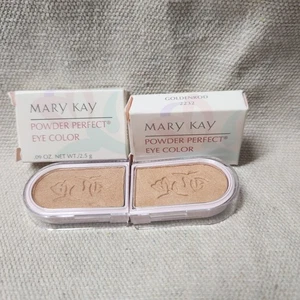 MARY KAY
POWDER PERFECT®
EYE COLOR
.09 OZ. NET WT./2.5 g
GOLDENROD
MARY KAY
POWDER PERFECT®
EYE COLOR